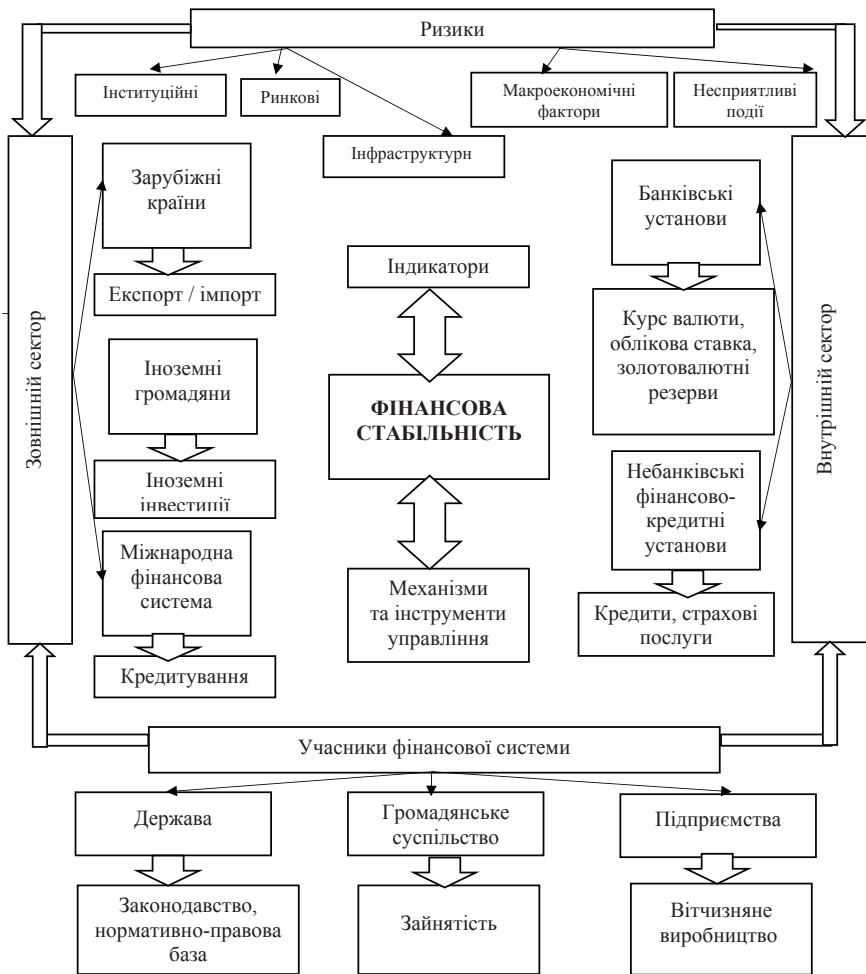 Ризики
Інституційні
Ринкові
Макроекономічні
фактори
Несприятливі
події
Інфраструктурн
Зовнішній сектор
Зарубіжні
країни
Експорт / імпорт
Іноземні
громадяни
Іноземні
інвестиції
Міжнародна
фінансова
система
Кредитування
Індикатори
ФІНАНСОВА
СТАБІЛЬНІСТЬ
Механізми
та інструменти
управління
Банківські
установи
Курс валюти,
облікова ставка,
золотовалютні
резерви
Небанківські
фінансово-
кредитні
установи
Кредити, страхові
послуги
Внутрішній сектор
Учасники фінансової системи
Держава
Громадянське
суспільство
Підприємства
Законодавство,
нормативно-правова
база
Зайнятість
Вітчизняне
виробництво